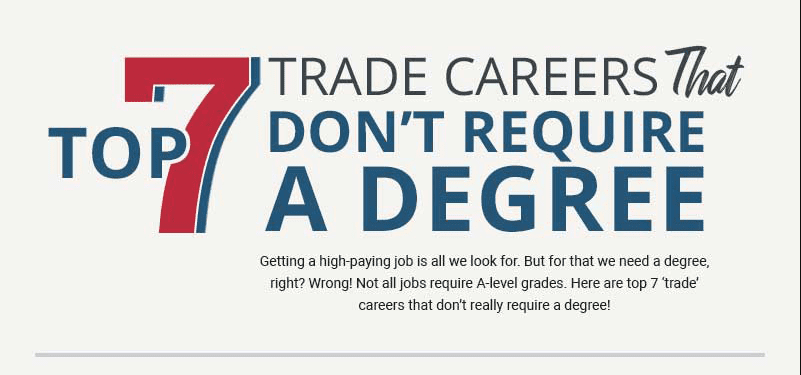 TOP 7 TRADE CAREERS That
DON'T REQUIRE
A DEGREE
Getting a high-paying job is all we look for. But for that we need a degree,
right? Wrong! Not all jobs require A-level grades. Here are top 7 ‘trade’
careers that don’t really require a degree!